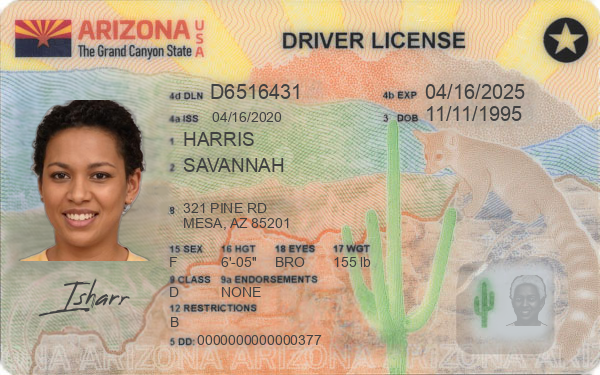 ARIZONA USA
The Grand Canyon State
DRIVER LICENSE
4d DLN D6516431 4b EXP 04/16/2025
4a ISS 04/16/2020 3 DOB 11/11/1995
1 HARRIS
2 SAVANNAH
8 321 PINE RD
MESA, AZ 85201
15 SEX 16 HGT 18 EYES 17 WGT
F 6'-05" BRO 155 lb
9 CLASS 9a ENDORSEMENTS
D NONE
12 RESTRICTIONS
B
5 DD: 0000000000000377
Isharr
ONA ARIZONA ARIZONA ARIZONA ARIZONA ARIZON